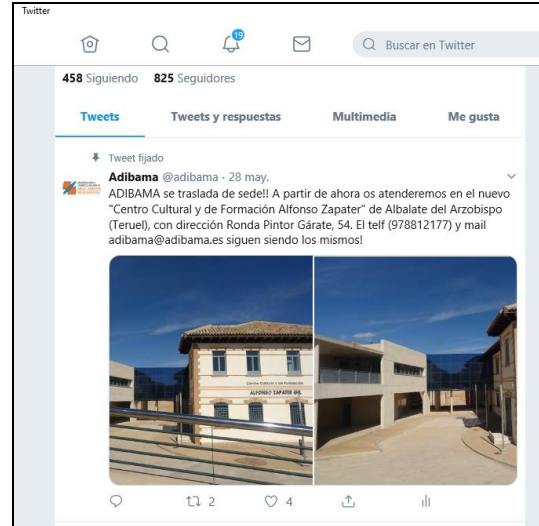 Twitter
19
Buscar en Twitter
458 Siguiendo 825 Seguidores
Tweets Tweets y respuestas Multimedia Me gusta
Tweet fijado
Adibama @adibama · 28 may.
ADIBAMA se traslada de sede!! A partir de ahora os atenderemos en el nuevo
"Centro Cultural y de Formación Alfonso Zapater" de Albalate del Arzobispo
(Teruel), con dirección Ronda Pintor Gárate, 54. El telf (978812177) y mail
adibama@adibama.es siguen siendo los mismos!
Centro Cultural y de Formación
ALFONSO ZAPATER
2 4